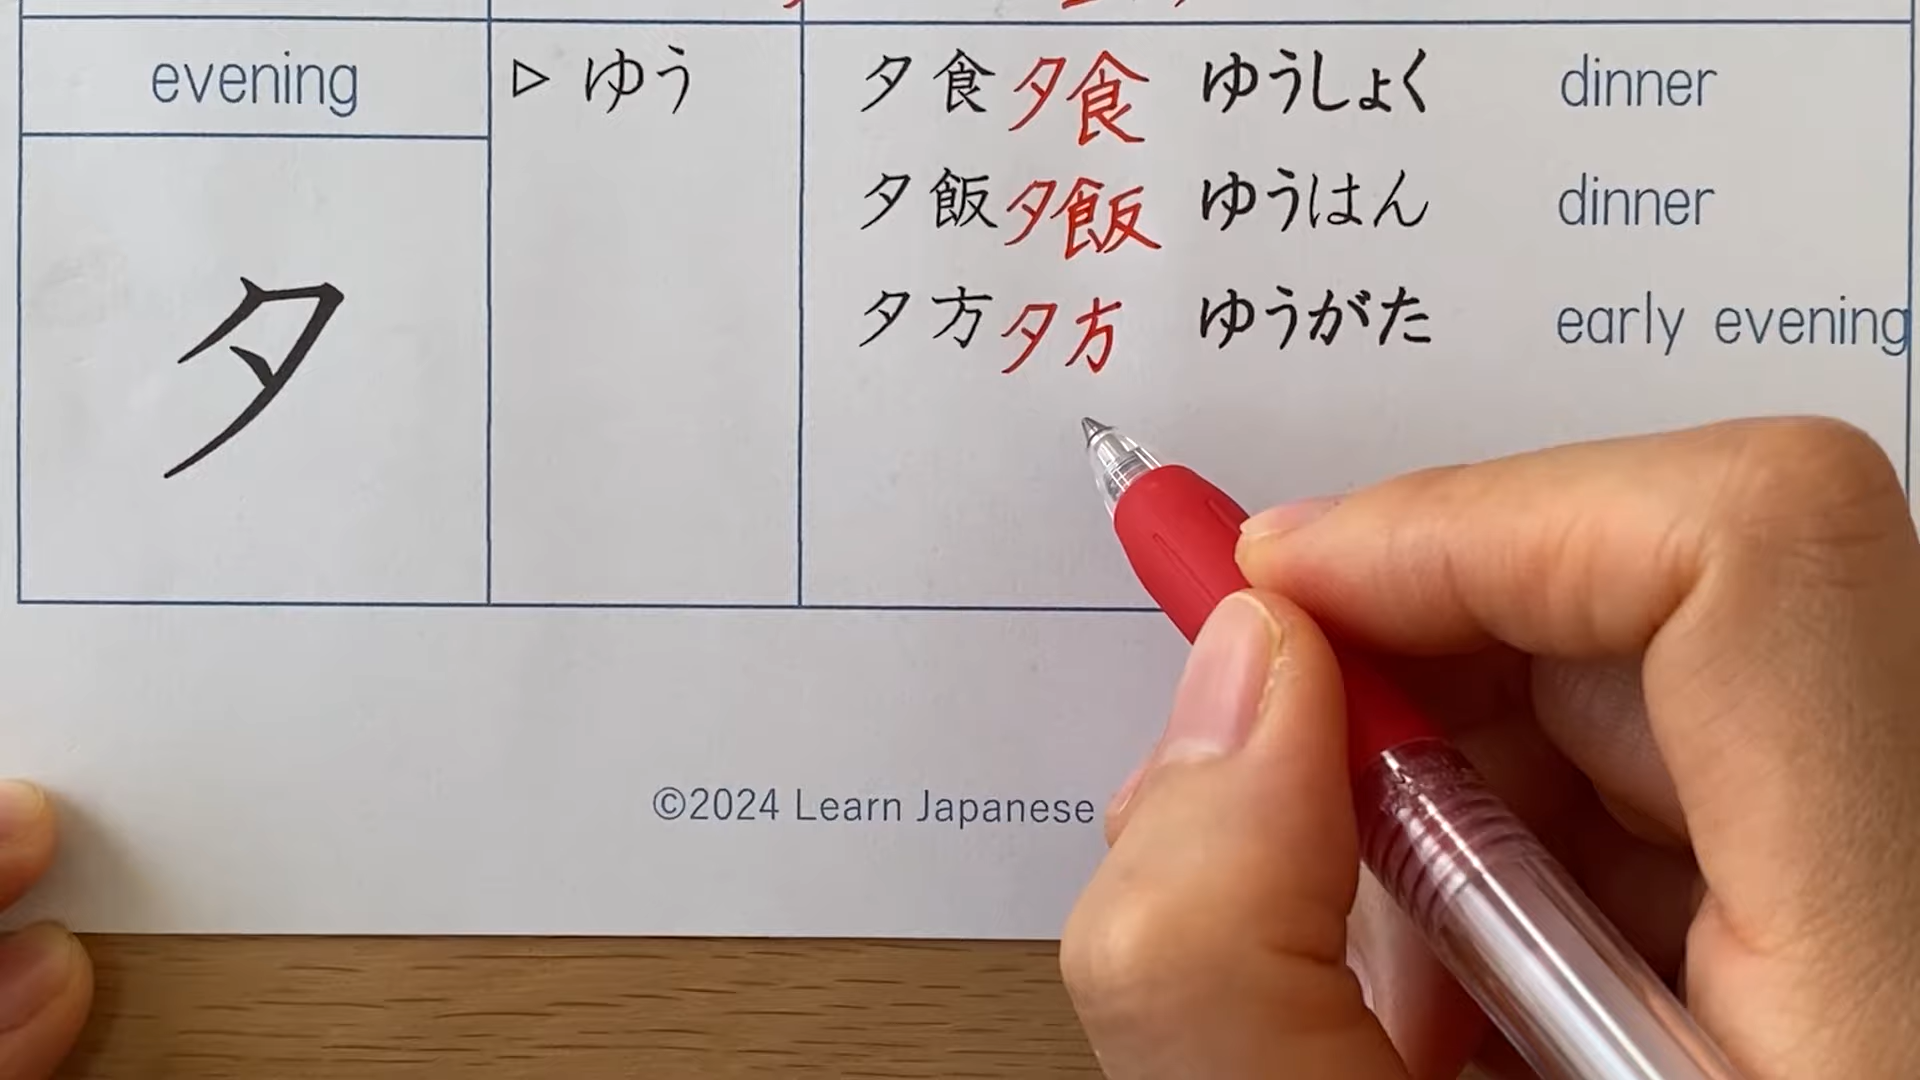 evening
▷ ゆう
夕
夕食 夕食 ゆうしょく dinner
夕飯 夕飯 ゆうはん dinner
夕方 夕方 ゆうがた early evening
©2024 Learn Japanese